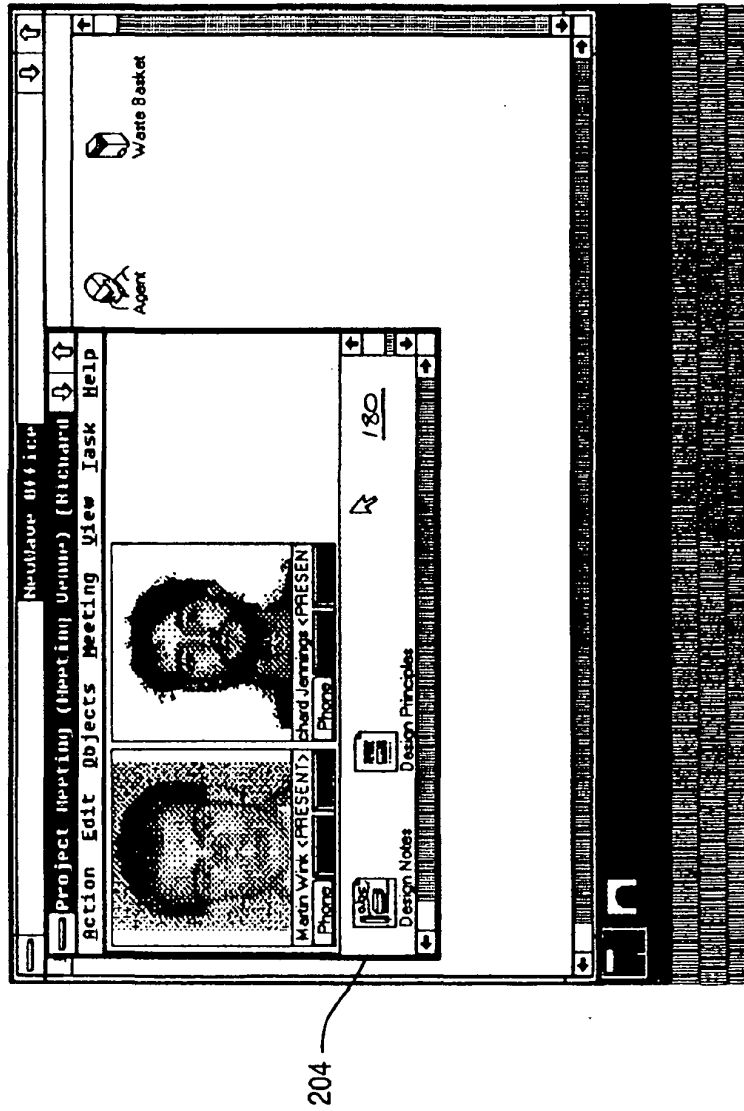 NewWave Office
Project Meeting (Meeting Venue) (Richard
Action Edit Objects Meeting View Task Help
Martin Wink <PRESENT>
chard Jennings <PRESEN
Phone
Phone
Agent
Waste Basket
abc
Design Notes
Design Principles
180
204